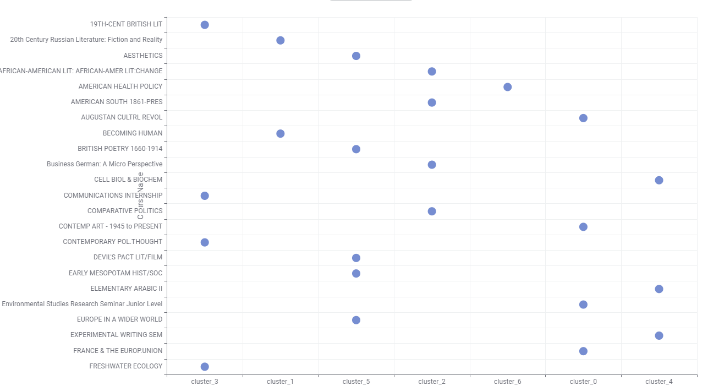 19TH-CENT BRITISH LIT
20th Century Russian Literature: Fiction and Reality
AESTHETICS
AFRICAN-AMERICAN LIT: AFRICAN-AMER LIT CHANGE
AMERICAN HEALTH POLICY
AMERICAN SOUTH 1861-PRES
AUGUSTAN CULTRL REVOL
BECOMING HUMAN
BRITISH POETRY 1660-1914
Business German: A Micro Perspective
CELL BIOL & BIOCHEM
COMMUNICATIONS INTERNSHIP
COMPARATIVE POLITICS
CONTEMP ART - 1945 to PRESENT
CONTEMPORARY POL.THOUGHT
DEVIL'S PACT LIT/FILM
EARLY MESOPOTAM HIST/SOC
ELEMENTARY ARABIC II
Environmental Studies Research Seminar Junior Level
EUROPE IN A WIDER WORLD
EXPERIMENTAL WRITING SEM
FRANCE & THE EUROP.UNION
FRESHWATER ECOLOGY
cluster_3 cluster_1 cluster_5 cluster_2 cluster_6 cluster_0 cluster_4